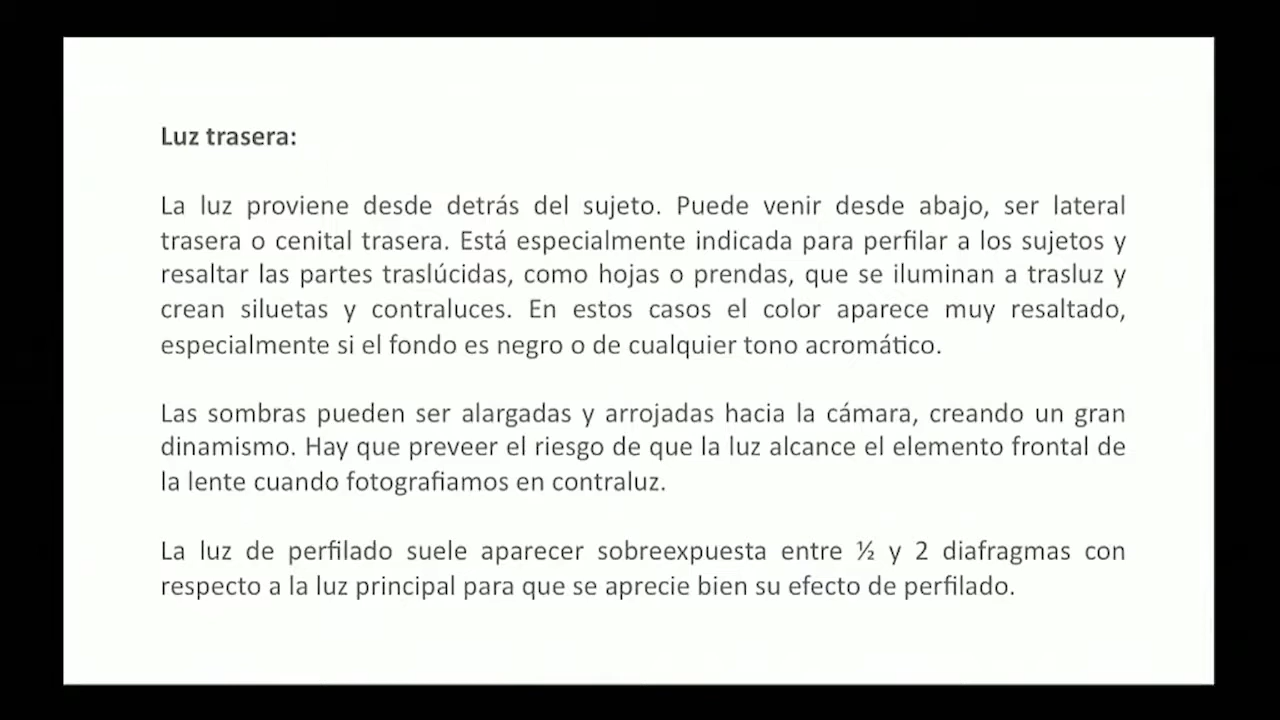 Luz trasera:
La luz proviene desde detrás del sujeto. Puede venir desde abajo, ser lateral
trasera o cenital trasera. Está especialmente indicada para perfilar a los sujetos y
resaltar las partes traslúcidas, como hojas o prendas, que se iluminan a trasluz y
crean siluetas y contraluces. En estos casos el color aparece muy resaltado,
especialmente si el fondo es negro o de cualquier tono acromático.
Las sombras pueden ser alargadas y arrojadas hacia la cámara, creando un gran
dinamismo. Hay que preveer el riesgo de que la luz alcance el elemento frontal de
la lente cuando fotografiamos en contraluz.
La luz de perfilado suele aparecer sobreexpuesta entre ½ y 2 diafragmas con
respecto a la luz principal para que se aprecie bien su efecto de perfilado.